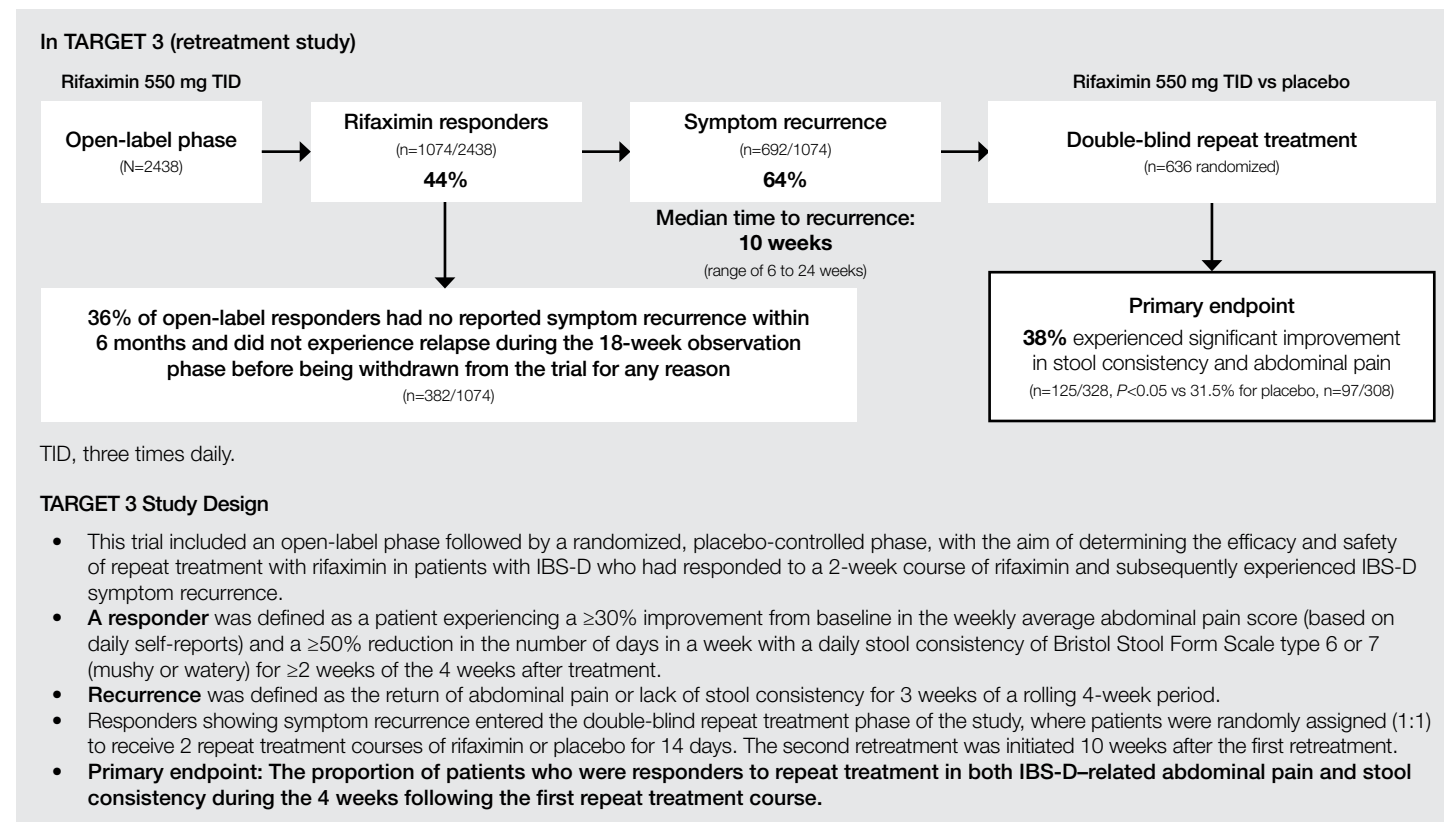 In TARGET 3 (retreatment study)
Rifaximin 550 mg TID
Open-label phase
(N=2438)
Rifaximin responders
(n=1074/2438)
44%
Symptom recurrence
(n=692/1074)
64%
Median time to recurrence:
10 weeks
(range of 6 to 24 weeks)
Rifaximin 550 mg TID vs placebo
Double-blind repeat treatment
(n=636 randomized)
36% of open-label responders had no reported symptom recurrence within
6 months and did not experience relapse during the 18-week observation
phase before being withdrawn from the trial for any reason
(n=382/1074)
Primary endpoint
38% experienced significant improvement
in stool consistency and abdominal pain
(n=125/328, P<0.05 vs 31.5% for placebo, n=97/308)
TID, three times daily.
TARGET 3 Study Design
• This trial included an open-label phase followed by a randomized, placebo-controlled phase, with the aim of determining the efficacy and safety
of repeat treatment with rifaximin in patients with IBS-D who had responded to a 2-week course of rifaximin and subsequently experienced IBS-D
symptom recurrence.
• A responder was defined as a patient experiencing a ≥30% improvement from baseline in the weekly average abdominal pain score (based on
daily self-reports) and a ≥50% reduction in the number of days in a week with a daily stool consistency of Bristol Stool Form Scale type 6 or 7
(mushy or watery) for ≥2 weeks of the 4 weeks after treatment.
• Recurrence was defined as the return of abdominal pain or lack of stool consistency for 3 weeks of a rolling 4-week period.
• Responders showing symptom recurrence entered the double-blind repeat treatment phase of the study, where patients were randomly assigned (1:1)
to receive 2 repeat treatment courses of rifaximin or placebo for 14 days. The second retreatment was initiated 10 weeks after the first retreatment.
• Primary endpoint: The proportion of patients who were responders to repeat treatment in both IBS-D–related abdominal pain and stool
consistency during the 4 weeks following the first repeat treatment course.